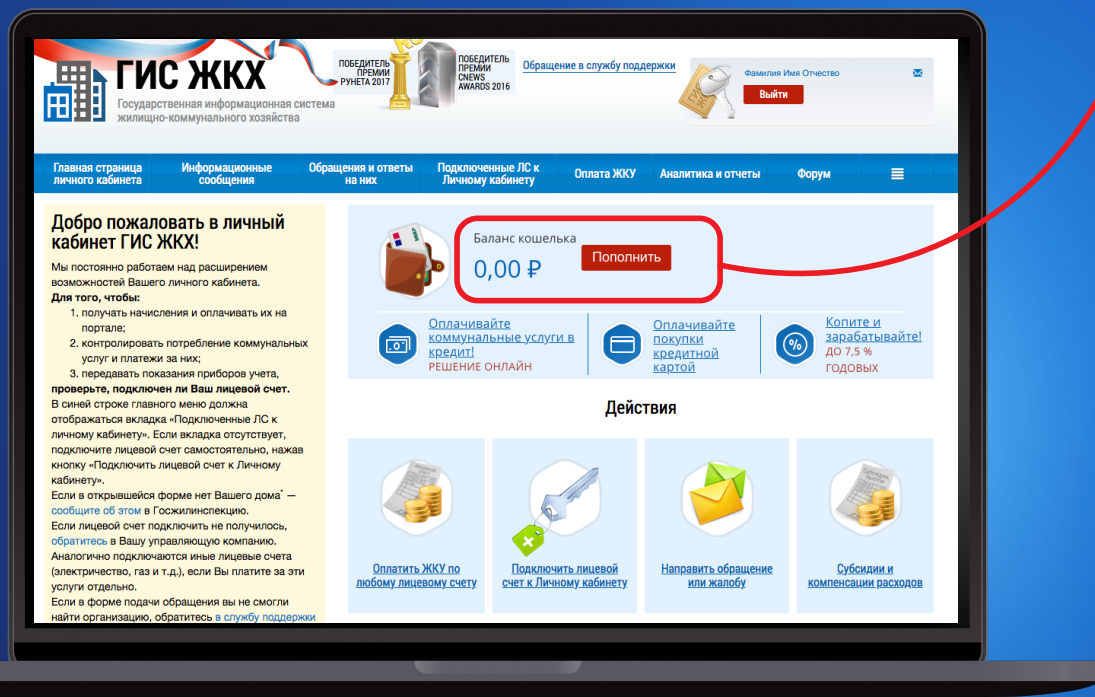 ГИС ЖКХ
Государственная информационная система
жилищно-коммунального хозяйства
ПОБЕДИТЕЛЬ
ПРЕМИИ
РУНЕТА 2017
ПОБЕДИТЕЛЬ
ПРЕМИИ
CNEWS
AWARDS 2016
Обращение в службу поддержки
Фамилия Имя Отчество
Выйти
Главная страница
личного кабинета
Информационные
сообщения
Обращения и ответы
на них
Подключенные ЛС к
Личному кабинету
Оплата ЖКУ
Аналитика и отчеты
Форум
Добро пожаловать в личный
кабинет ГИС ЖКХ!
Мы постоянно работаем над расширением
возможностей Вашего личного кабинета.
Для того, чтобы:
1. получать начисления и оплачивать их на
портале;
2. контролировать потребление коммунальных
услуг и платежи за них;
3. передавать показания приборов учета,
проверьте, подключен ли Ваш лицевой счет.
В синей строке главного меню должна
отображаться вкладка «Подключенные ЛС к
личному кабинету». Если вкладка отсутствует,
подключите лицевой счет самостоятельно, нажав
кнопку «Подключить лицевой счет к Личному
кабинету».
Если в открывшейся форме нет Вашего дома* —
сообщите об этом в Госжилинспекцию.
Если лицевой счет подключить не получилось,
обратитесь в Вашу управляющую компанию.
Аналогично подключаются иные лицевые счета
(электричество, газ и т.д.), если Вы платите за эти
услуги отдельно.
Если в форме подачи обращения вы не смогли
найти организацию, обратитесь в службу поддержки
Баланс кошелька
0,00 ₽
Пополнить
Оплачивайте
коммунальные услуги в
кредит!
РЕШЕНИЕ ОНЛАЙН
Оплачивайте
покупки
кредитной
картой
Копите и
зарабатывайте!
ДО 7,5 %
ГОДОВЫХ
Действия
Оплатить ЖКУ по
любому лицевому счету
Подключить лицевой
счет к Личному кабинету
Направить обращение
или жалобу
Субсидии и
компенсации расходов